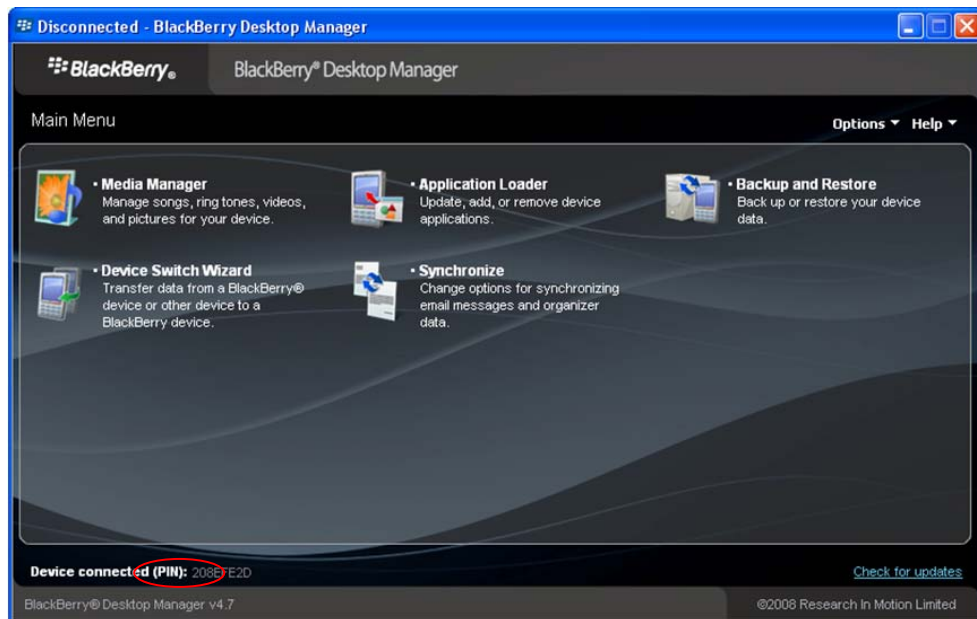 Disconnected - BlackBerry Desktop Manager
BlackBerry® BlackBerry® Desktop Manager
Main Menu Options Help
• Media Manager
Manage songs, ring tones, videos,
and pictures for your device.
• Application Loader
Update, add, or remove device
applications.
• Backup and Restore
Back up or restore your device
data.
• Device Switch Wizard
Transfer data from a BlackBerry®
device or other device to a
BlackBerry device.
• Synchronize
Change options for synchronizing
email messages and organizer
data.
Device connected (PIN): 208EFE2D Check for updates
BlackBerry® Desktop Manager v4.7 ©2008 Research In Motion Limited